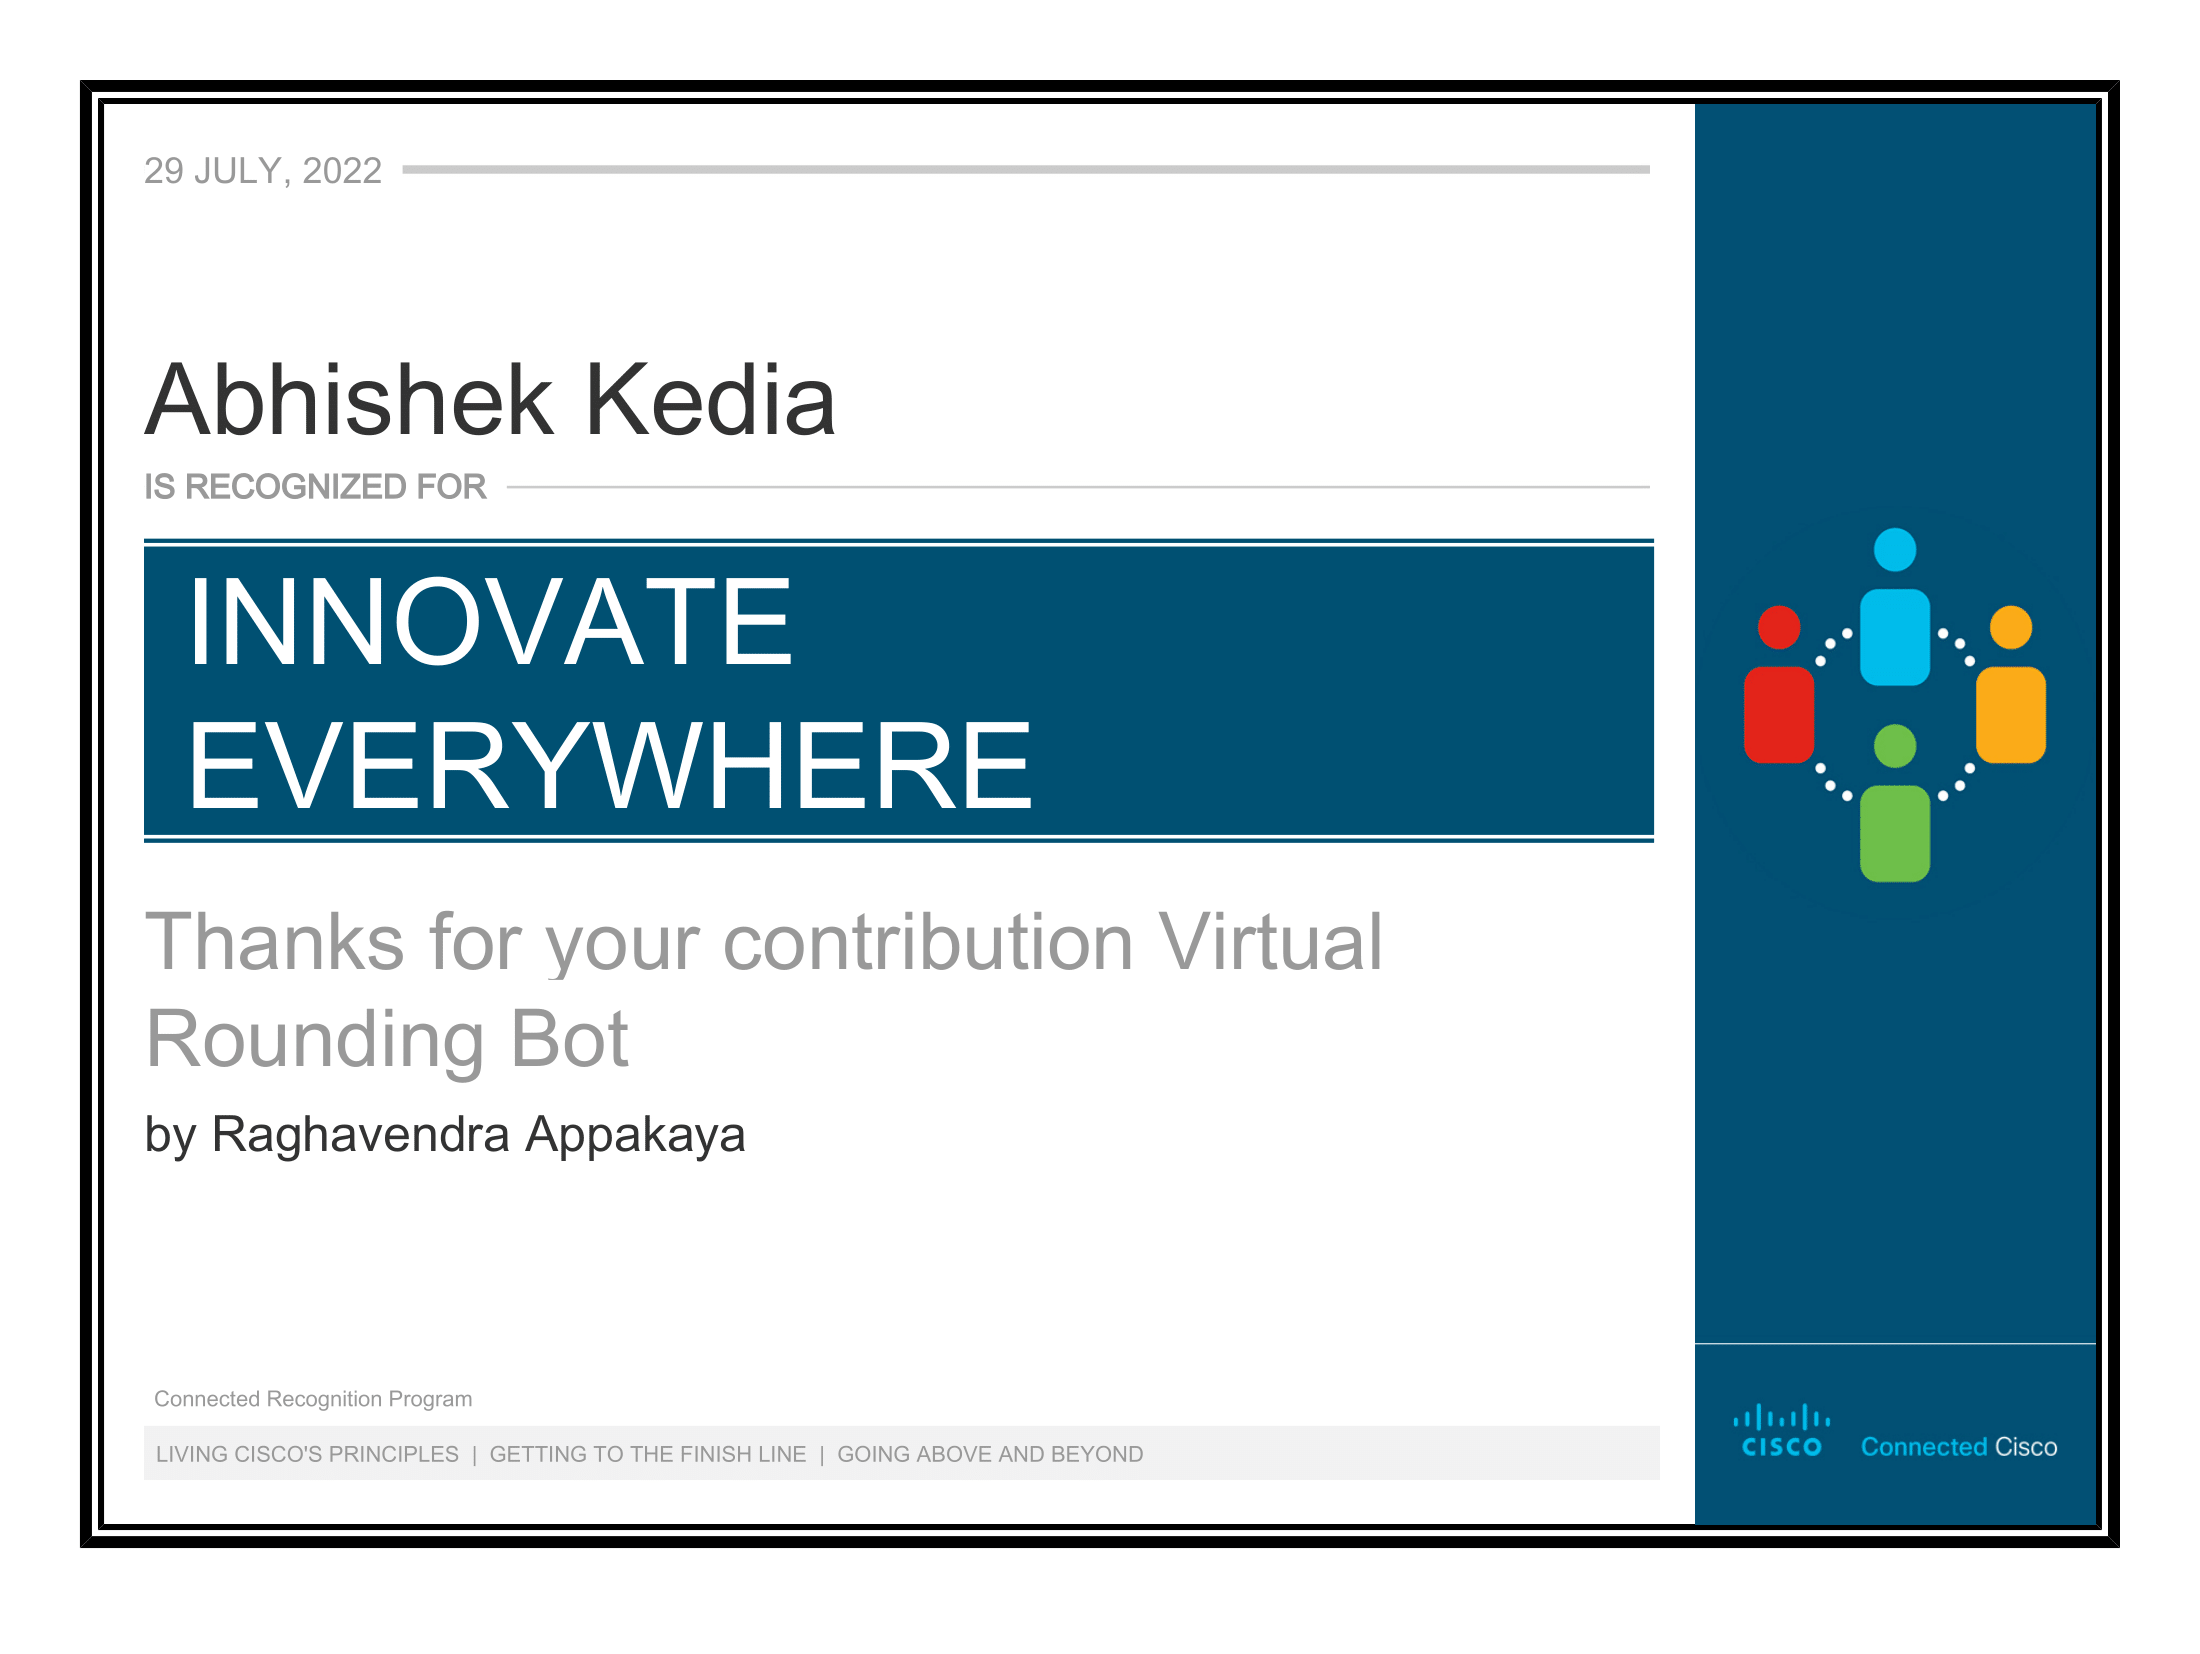 29 JULY, 2022
Abhishek Kedia
IS RECOGNIZED FOR
INNOVATE
EVERYWHERE
Thanks for your contribution Virtual
Rounding Bot
by Raghavendra Appakaya
Connected Recognition Program
LIVING CISCO'S PRINCIPLES | GETTING TO THE FINISH LINE | GOING ABOVE AND BEYOND
CISCO Connected Cisco